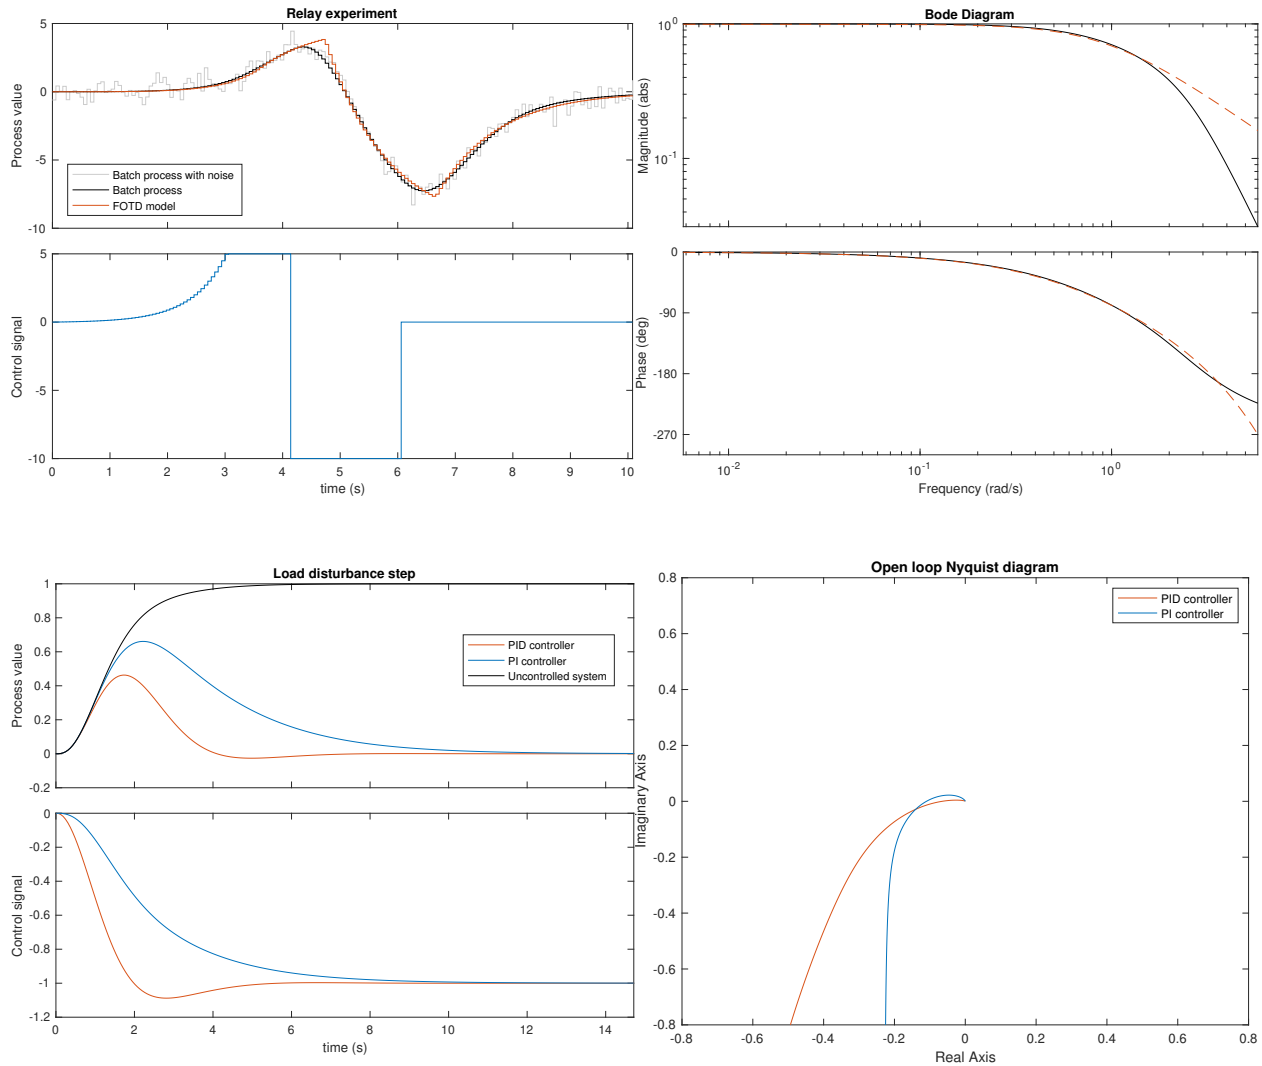 Relay experiment
5
0
-5
-10
Process value
Batch process with noise
Batch process
FOTD model
5
0
-5
-10
Control signal
0 1 2 3 4 5 6 7 8 9 10
time (s)
Bode Diagram
10^0
10^-1
Magnitude (abs)
0
-90
-180
-270
Phase (deg)
10^-2 10^-1 10^0
Frequency (rad/s)
Load disturbance step
1
0.8
0.6
0.4
0.2
0
-0.2
Process value
PID controller
PI controller
Uncontrolled system
0
-0.2
-0.4
-0.6
-0.8
-1
-1.2
Control signal
0 2 4 6 8 10 12 14
time (s)
Open loop Nyquist diagram
0.8
0.6
0.4
0.2
0
-0.2
-0.4
-0.6
-0.8
Imaginary Axis
PID controller
PI controller
-0.8 -0.6 -0.4 -0.2 0 0.2 0.4 0.6 0.8
Real Axis